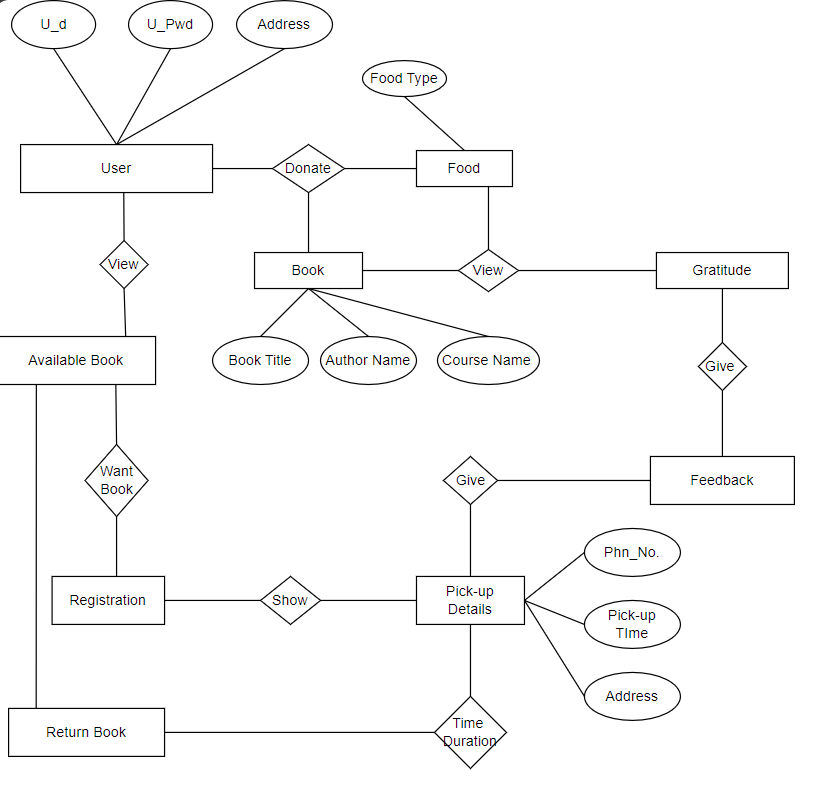 U_d
U_Pwd
Address
Food Type
User
Donate
Food
View
Book
View
Gratitude
Available Book
Book Title
Author Name
Course Name
Give
Want
Book
Give
Feedback
Phn_No.
Registration
Show
Pick-up
Details
Pick-up
TIme
Address
Return Book
Time
Duration